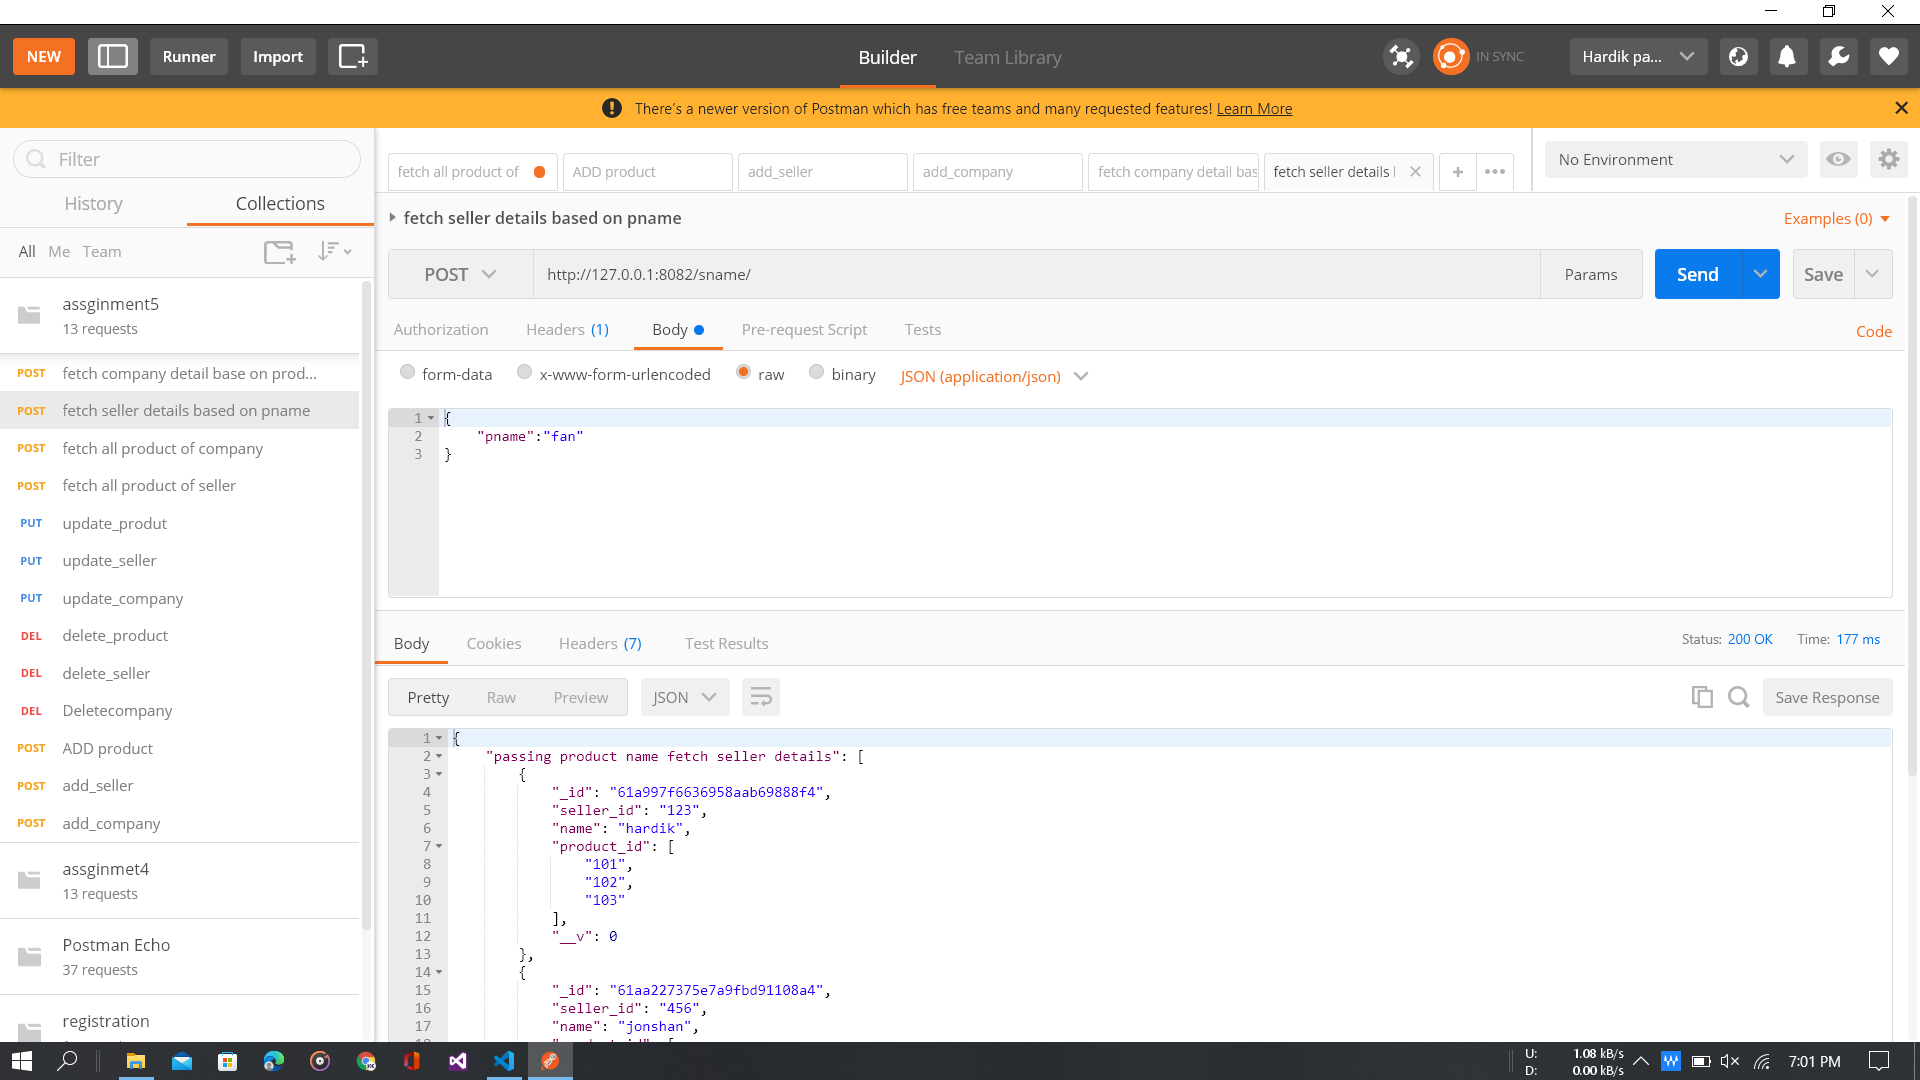 NEW
Runner
Import
Builder
Team Library
IN SYNC
Hardik pa...
There's a newer version of Postman which has free teams and many requested features! Learn More
Filter
History
Collections
All Me Team
assginment5
13 requests
POST fetch company detail base on prod...
POST fetch seller details based on pname
POST fetch all product of company
POST fetch all product of seller
PUT update_produt
PUT update_seller
PUT update_company
DEL delete_product
DEL delete_seller
DEL Deletecompany
POST ADD product
POST add_seller
POST add_company
assginmet4
13 requests
Postman Echo
37 requests
registration
fetch all product of
ADD product
add_seller
add_company
fetch company detail bas
fetch seller details
No Environment
fetch seller details based on pname
Examples (0)
POST
http://127.0.0.1:8082/sname/
Params
Send
Save
Authorization
Headers (1)
Body
Pre-request Script
Tests
Code
form-data
x-www-form-urlencoded
raw
binary
JSON (application/json)
1 {
2 "pname":"fan"
3 }
Body
Cookies
Headers (7)
Test Results
Status: 200 OK
Time: 177 ms
Pretty
Raw
Preview
JSON
Save Response
1 {
2 "passing product name fetch seller details": [
3 {
4 "_id": "61a997f6636958aab69888f4",
5 "seller_id": "123",
6 "name": "hardik",
7 "product_id": [
8 "101",
9 "102",
10 "103"
11 ],
12 "__v": 0
13 },
14 {
15 "_id": "61aa227375e7a9fbd91108a4",
16 "seller_id": "456",
17 "name": "jonshan",
U: 1.08 kB/s
D: 0.00 kB/s
7:01 PM